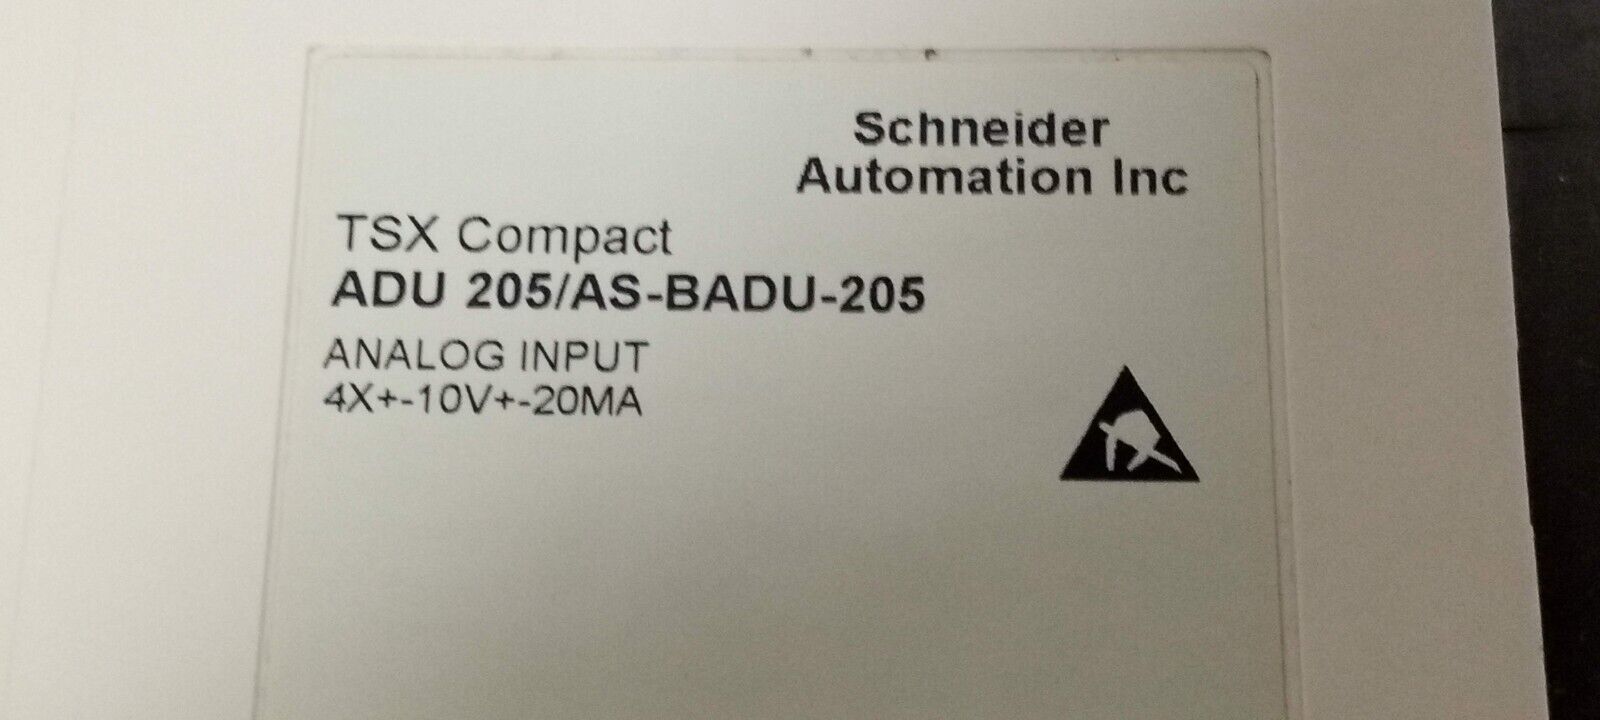 Schneider
Automation Inc
TSX Compact
ADU 205/AS-BADU-205
ANALOG INPUT
4X+-10V+-20MA